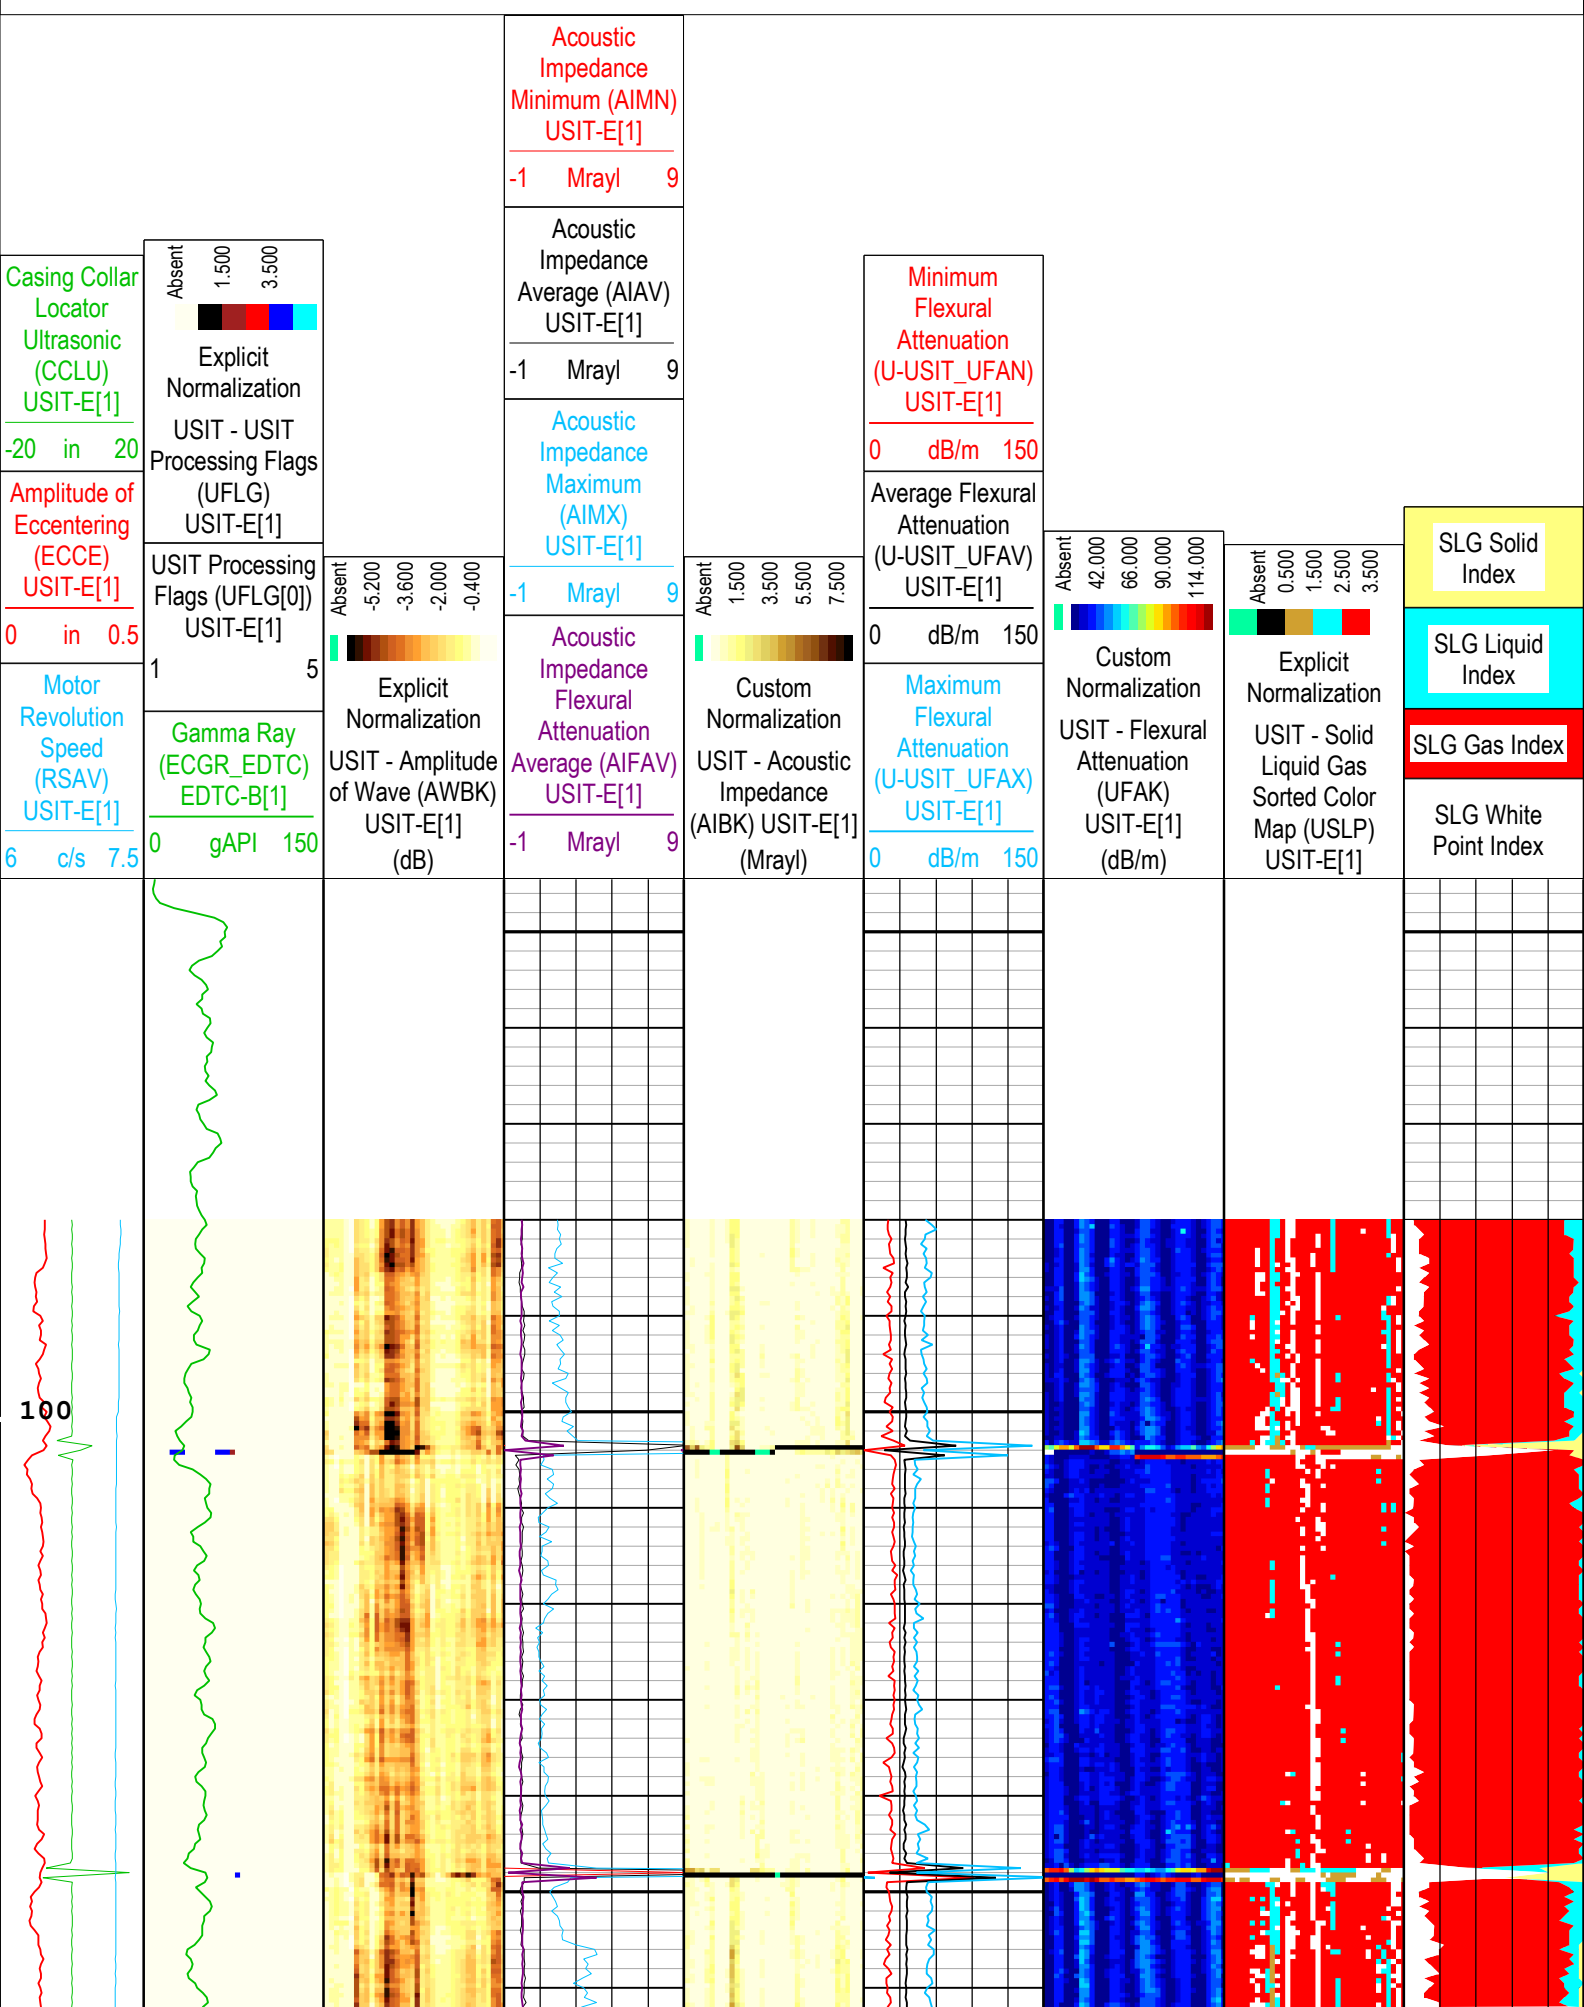 Acoustic
Impedance
Minimum (AIMN)
USIT-E[1]
-1 Mrayl 9
Acoustic
Impedance
Average (AIAV)
USIT-E[1]
-1 Mrayl 9
Acoustic
Impedance
Maximum
(AIMX)
USIT-E[1]
-1 Mrayl 9
Acoustic
Impedance
Flexural
Attenuation
Average (AIFAV)
USIT-E[1]
-1 Mrayl 9
Casing Collar
Locator
Ultrasonic
(CCLU)
USIT-E[1]
-20 in 20
Amplitude of
Eccentering
(ECCE)
USIT-E[1]
0 in 0.5
Motor
Revolution
Speed
(RSAV)
USIT-E[1]
6 c/s 7.5
Absent 1.500 3.500
Explicit
Normalization
USIT - USIT
Processing Flags
(UFLG)
USIT-E[1]
USIT Processing
Flags (UFLG[0])
USIT-E[1]
1 5
Gamma Ray
(ECGR_EDTC)
EDTC-B[1]
0 gAPI 150
Absent -5.200 -3.600 -2.000 -0.400
Explicit
Normalization
USIT - Amplitude
of Wave (AWBK)
USIT-E[1]
(dB)
Absent 1.500 3.500 5.500 7.500
Custom
Normalization
USIT - Acoustic
Impedance
(AIBK) USIT-E[1]
(Mrayl)
Minimum
Flexural
Attenuation
(U-USIT_UFAN)
USIT-E[1]
0 dB/m 150
Average Flexural
Attenuation
(U-USIT_UFAV)
USIT-E[1]
0 dB/m 150
Maximum
Flexural
Attenuation
(U-USIT_UFAX)
USIT-E[1]
0 dB/m 150
Absent 42.000 66.000 90.000 114.000
Custom
Normalization
USIT - Flexural
Attenuation
(UFAK)
USIT-E[1]
(dB/m)
Absent 0.500 1.500 2.500 3.500
Explicit
Normalization
USIT - Solid
Liquid Gas
Sorted Color
Map (USLP)
USIT-E[1]
SLG Solid
Index
SLG Liquid
Index
SLG Gas Index
SLG White
Point Index
100